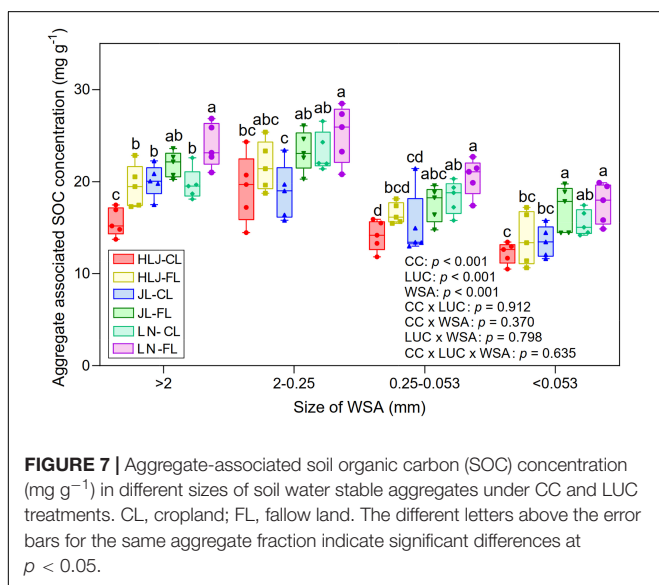 Aggregate associated SOC concentration (mg g⁻¹)
30
20
10
0
c b b ab b a
bc abc c ab ab a
d bcd cd abc ab a
c bc bc a ab a
HLJ-CL
HLJ-FL
JL-CL
JL-FL
LN- CL
LN-FL
CC: p < 0.001
LUC: p < 0.001
WSA: p < 0.001
CC x LUC: p = 0.912
CC x WSA: p = 0.370
LUC x WSA: p = 0.798
CC x LUC x WSA: p = 0.635
>2 2-0.25 0.25-0.053 <0.053
Size of WSA (mm)
FIGURE 7 | Aggregate-associated soil organic carbon (SOC) concentration
(mg g⁻¹) in different sizes of soil water stable aggregates under CC and LUC
treatments. CL, cropland; FL, fallow land. The different letters above the error
bars for the same aggregate fraction indicate significant differences at
p < 0.05.